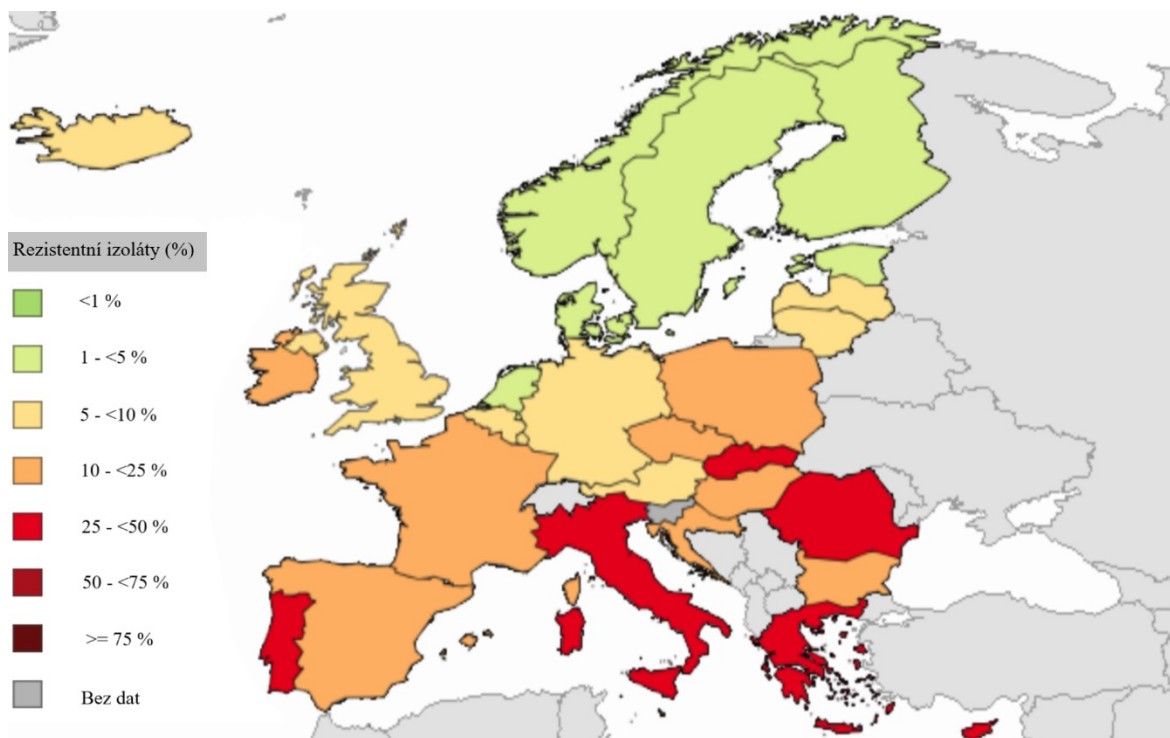 Rezistentní izoláty (%)
<1 %
1 - <5 %
5 - <10 %
10 - <25 %
25 - <50 %
50 - <75 %
>= 75 %
Bez dat